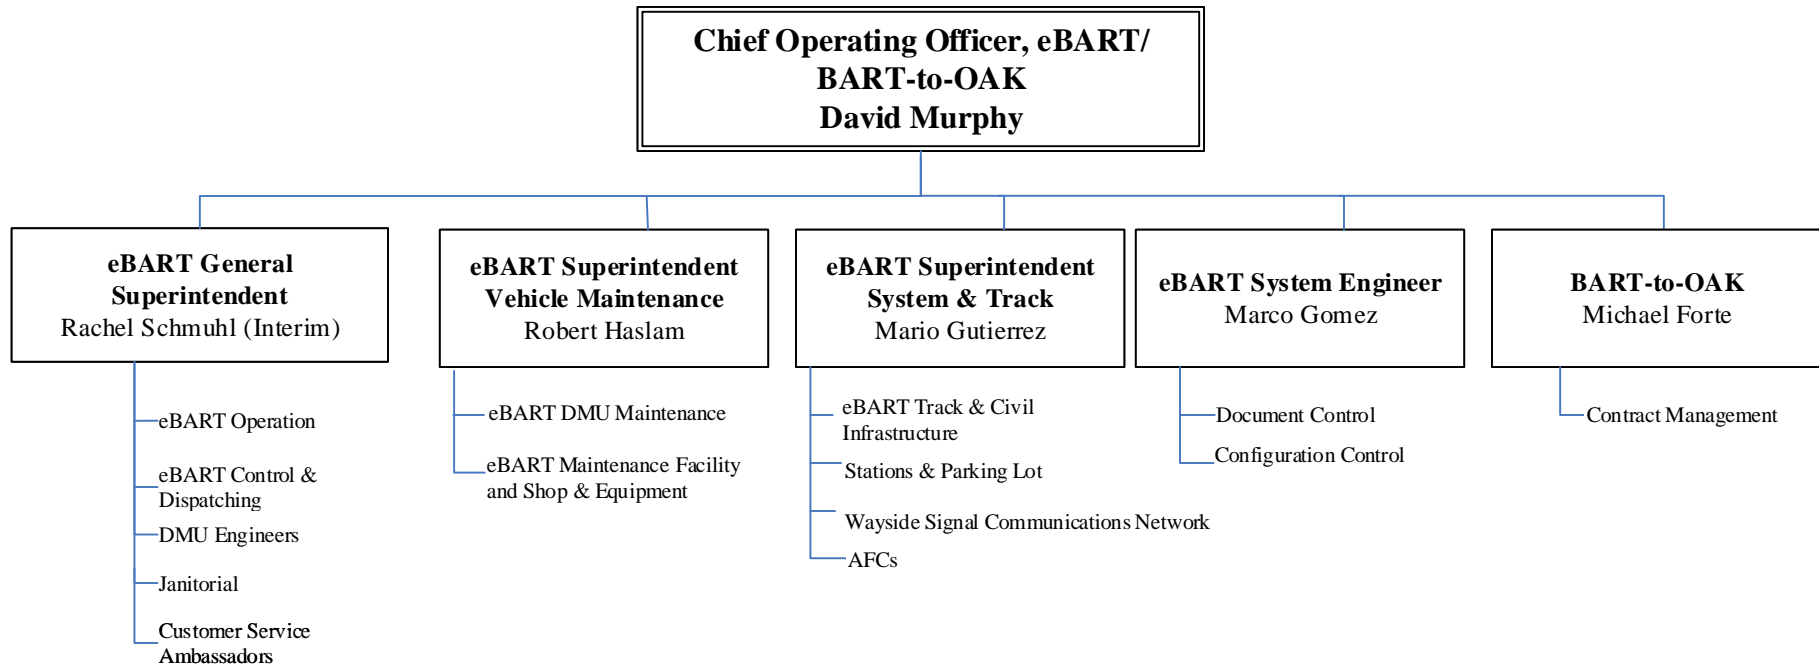 Chief Operating Officer, eBART/
BART-to-OAK
David Murphy
eBART General
Superintendent
Rachel Schmuhl (Interim)
eBART Operation
eBART Control &
Dispatching
DMU Engineers
Janitorial
Customer Service
Ambassadors
eBART Superintendent
Vehicle Maintenance
Robert Haslam
eBART DMU Maintenance
eBART Maintenance Facility
and Shop & Equipment
eBART Superintendent
System & Track
Mario Gutierrez
eBART Track & Civil
Infrastructure
Stations & Parking Lot
Wayside Signal Communications Network
AFCs
eBART System Engineer
Marco Gomez
Document Control
Configuration Control
BART-to-OAK
Michael Forte
Contract Management